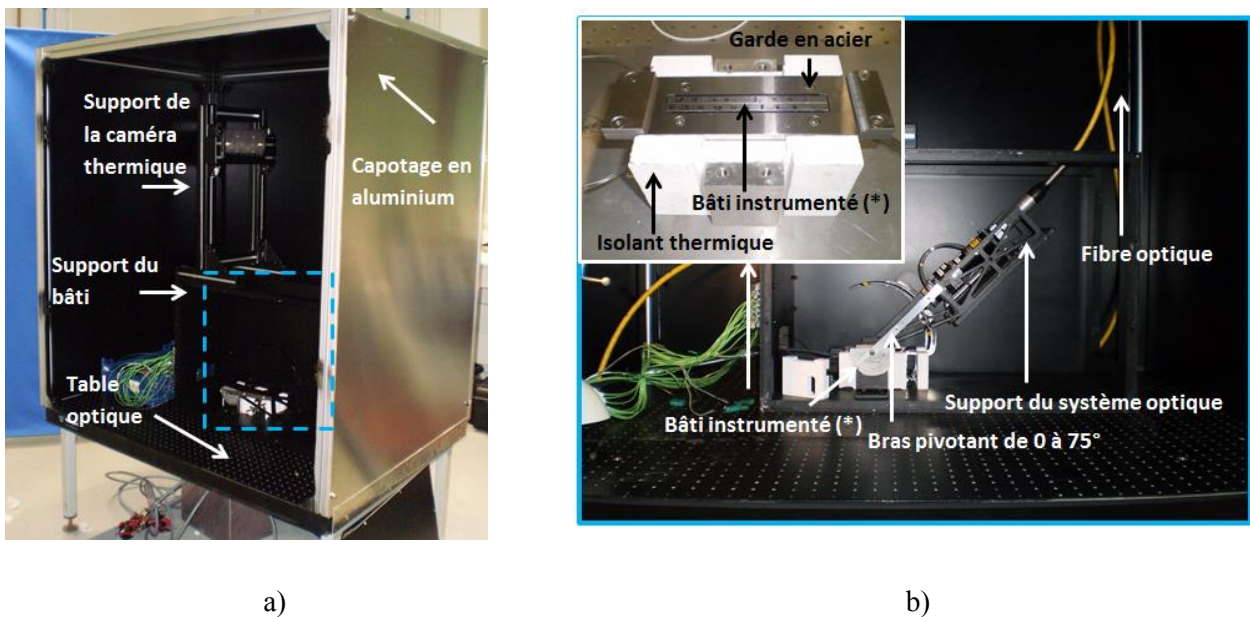 Support de
la caméra
thermique
Capotage en
aluminium
Support du
bâti
Table
optique
Garde en acier
Bâti instrumenté (*)
Isolant thermique
Fibre optique
Support du système optique
Bâti instrumenté (*)
Bras pivotant de 0 à 75°
a)
b)